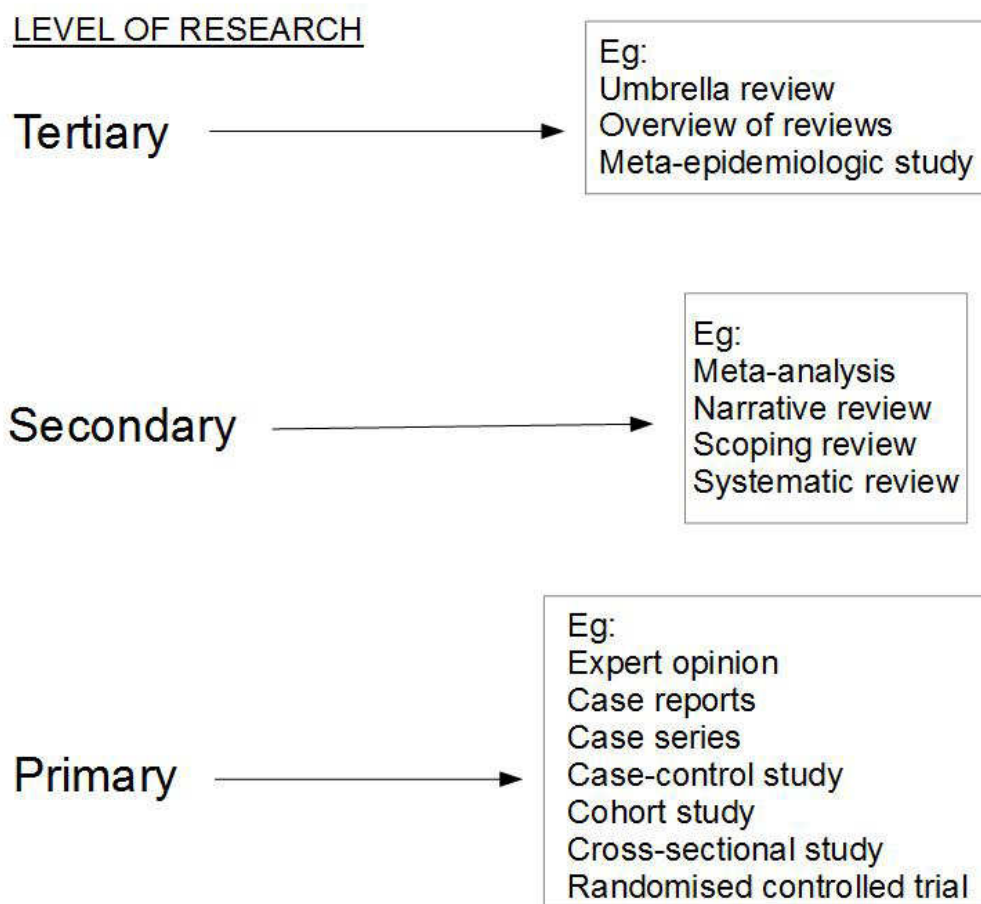 LEVEL OF RESEARCH
Tertiary
Eg:
Umbrella review
Overview of reviews
Meta-epidemiologic study
Secondary
Eg:
Meta-analysis
Narrative review
Scoping review
Systematic review
Primary
Eg:
Expert opinion
Case reports
Case series
Case-control study
Cohort study
Cross-sectional study
Randomised controlled trial